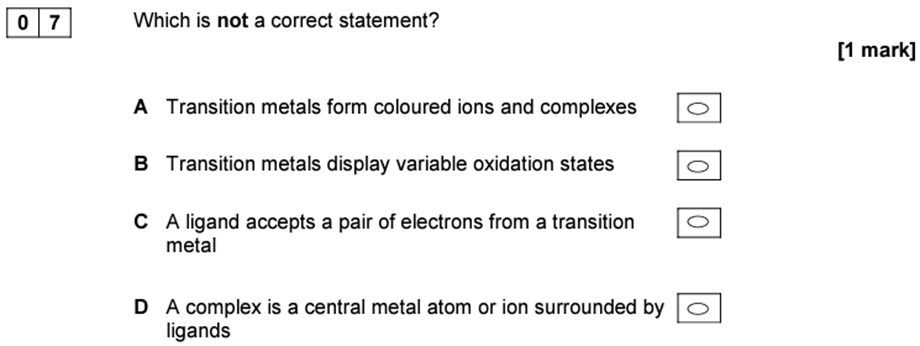 0 7 Which is not a correct statement?
[1 mark]
A Transition metals form coloured ions and complexes
B Transition metals display variable oxidation states
C A ligand accepts a pair of electrons from a transition
metal
D A complex is a central metal atom or ion surrounded by
ligands